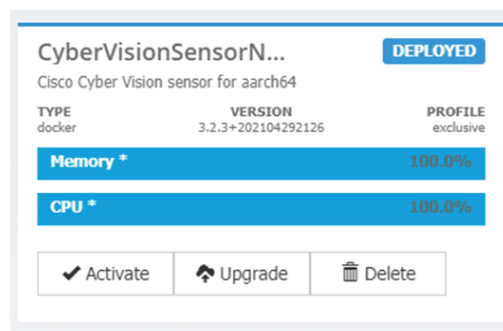 CyberVisionSensorN... DEPLOYED
Cisco Cyber Vision sensor for aarch64
TYPE VERSION PROFILE
docker 3.2.3+202104292126 exclusive
Memory * 100.0%
CPU * 100.0%
Activate Upgrade Delete